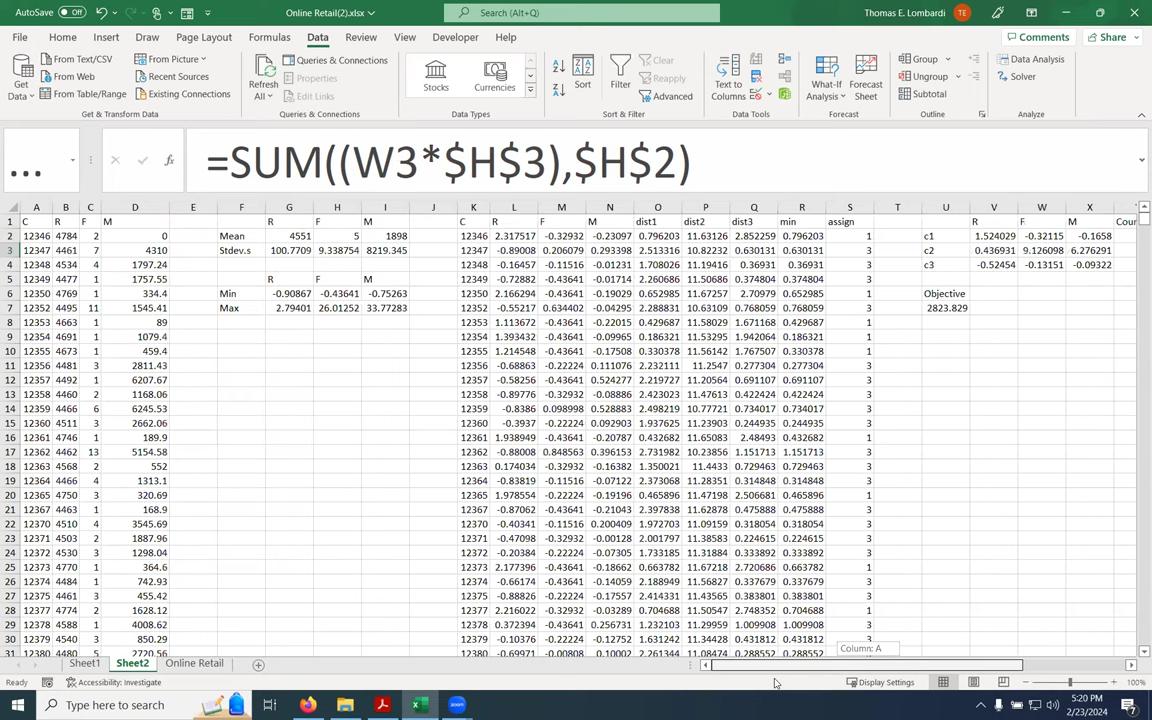 AutoSave Off Online Retail(2).xlsx Search (Alt+Q) Thomas E. Lombardi TE
File Home Insert Draw Page Layout Formulas Data Review View Developer Help Comments Share
Get Data From Text/CSV From Web From Table/Range From Picture Recent Sources Existing Connections
Refresh All Queries & Connections Properties Edit Links Stocks Currencies
Sort Filter Clear Reapply Advanced Text to Columns What-If Analysis Forecast Sheet
Group Ungroup Subtotal Data Analysis Solver
Get & Transform Data Queries & Connections Data Types Sort & Filter Data Tools Forecast Outline Analyze
... fx =SUM((W3*$H$3),$H$2)
A B C D E F G H I J K L M N O P Q R S T U V W X
1 C R F M R F M C R F M dist1 dist2 dist3 min assign R F M Cour
2 12346 4784 2 0 Mean 4551 5 1898 12346 2.317517 -0.32932 -0.23097 0.796203 11.63126 2.852259 0.796203 1 c1 1.524029 -0.32115 -0.1658
3 12347 4461 7 4310 Stdev.s 100.7709 9.338754 8219.345 12347 -0.89008 0.206079 0.293398 2.513316 10.82232 0.630131 0.630131 3 c2 0.436931 9.126098 6.276291
4 12348 4534 4 1797.24 12348 -0.16457 -0.11516 -0.01231 1.708026 11.19416 0.36931 0.36931 3 c3 -0.52454 -0.13151 -0.09322
5 12349 4477 1 1757.55 R F M 12349 -0.72882 -0.43641 -0.01714 2.260686 11.50686 0.374804 0.374804 3
6 12350 4769 1 334.4 Min -0.90867 -0.43641 -0.75263 12350 2.166294 -0.43641 -0.19029 0.652985 11.67257 2.70979 0.652985 1 Objective
7 12352 4495 11 1545.41 Max 2.79401 26.01252 33.77283 12352 -0.55217 0.634402 -0.04295 2.288831 10.63109 0.768059 0.768059 3 2823.829
8 12353 4663 1 89 12353 1.113672 -0.43641 -0.22015 0.429687 11.58029 1.671168 0.429687 1
9 12354 4691 1 1079.4 12354 1.393432 -0.43641 -0.09965 0.186321 11.53295 1.942064 0.186321 1
10 12355 4673 1 459.4 12355 1.214548 -0.43641 -0.17508 0.330378 11.56142 1.767507 0.330378 1
11 12356 4481 3 2811.43 12356 -0.68863 -0.22224 0.111076 2.232111 11.2547 0.277304 0.277304 3
12 12357 4492 1 6207.67 12357 -0.58256 -0.43641 0.524277 2.219727 11.20564 0.691107 0.691107 3
13 12358 4460 2 1168.06 12358 -0.89776 -0.32932 -0.08886 2.423023 11.47613 0.422424 0.422424 3
14 12359 4466 6 6245.53 12359 -0.8386 0.098998 0.528883 2.498219 10.77721 0.734017 0.734017 3
15 12360 4511 3 2662.06 12360 -0.3937 -0.22224 0.092903 1.937625 11.23903 0.244935 0.244935 3
16 12361 4746 1 189.9 12361 1.938949 -0.43641 -0.20787 0.432682 11.65083 2.48493 0.432682 1
17 12362 4462 13 5154.58 12362 -0.88008 0.848563 0.396153 2.731982 10.23856 1.151713 1.151713 3
18 12363 4568 2 552 12363 0.174034 -0.32932 -0.16382 1.350021 11.4433 0.729463 0.729463 3
19 12364 4466 4 1313.1 12364 -0.83819 -0.11516 -0.07122 2.373068 11.28351 0.314848 0.314848 3
20 12365 4750 3 320.69 12365 1.978554 -0.22224 -0.19196 0.465896 11.47198 2.506681 0.465896 1
21 12367 4463 1 168.9 12367 -0.87062 -0.43641 -0.21043 2.397838 11.62878 0.475888 0.475888 3
22 12370 4510 4 3545.69 12370 -0.40341 -0.11516 0.200409 1.972703 11.09159 0.318054 0.318054 3
23 12371 4503 2 1887.96 12371 -0.47098 -0.32932 -0.00128 2.001797 11.38583 0.224615 0.224615 3
24 12372 4530 3 1298.04 12372 -0.20384 -0.22224 -0.07305 1.733185 11.31884 0.333892 0.333892 3
25 12373 4770 1 364.6 12373 2.177396 -0.43641 -0.18662 0.663782 11.67218 2.720686 0.663782 1
26 12374 4484 1 742.93 12374 -0.66174 -0.43641 -0.14059 2.188949 11.56827 0.337679 0.337679 3
27 12375 4461 3 455.42 12375 -0.88826 -0.22224 -0.17557 2.414331 11.43565 0.383801 0.383801 3
28 12377 4774 2 1628.12 12377 2.216022 -0.32932 -0.03289 0.704688 11.50547 2.748352 0.704688 1
29 12378 4588 1 4008.62 12378 0.372394 -0.43641 0.256731 1.232103 11.29959 1.009908 1.009908 3
30 12379 4540 3 850.29 12379 -0.10376 -0.22224 -0.12752 1.631242 11.34428 0.431812 0.431812 3
31 12380 4480 5 2720.56 12380 -0.69971 -0.00808 0.10026 2.261344 11.08474 0.288552 0.288552 3
Column: A
Sheet1 Sheet2 Online Retail
Ready Accessibility: Investigate Display Settings 100%
Type here to search 5:20 PM
2/23/2024 7